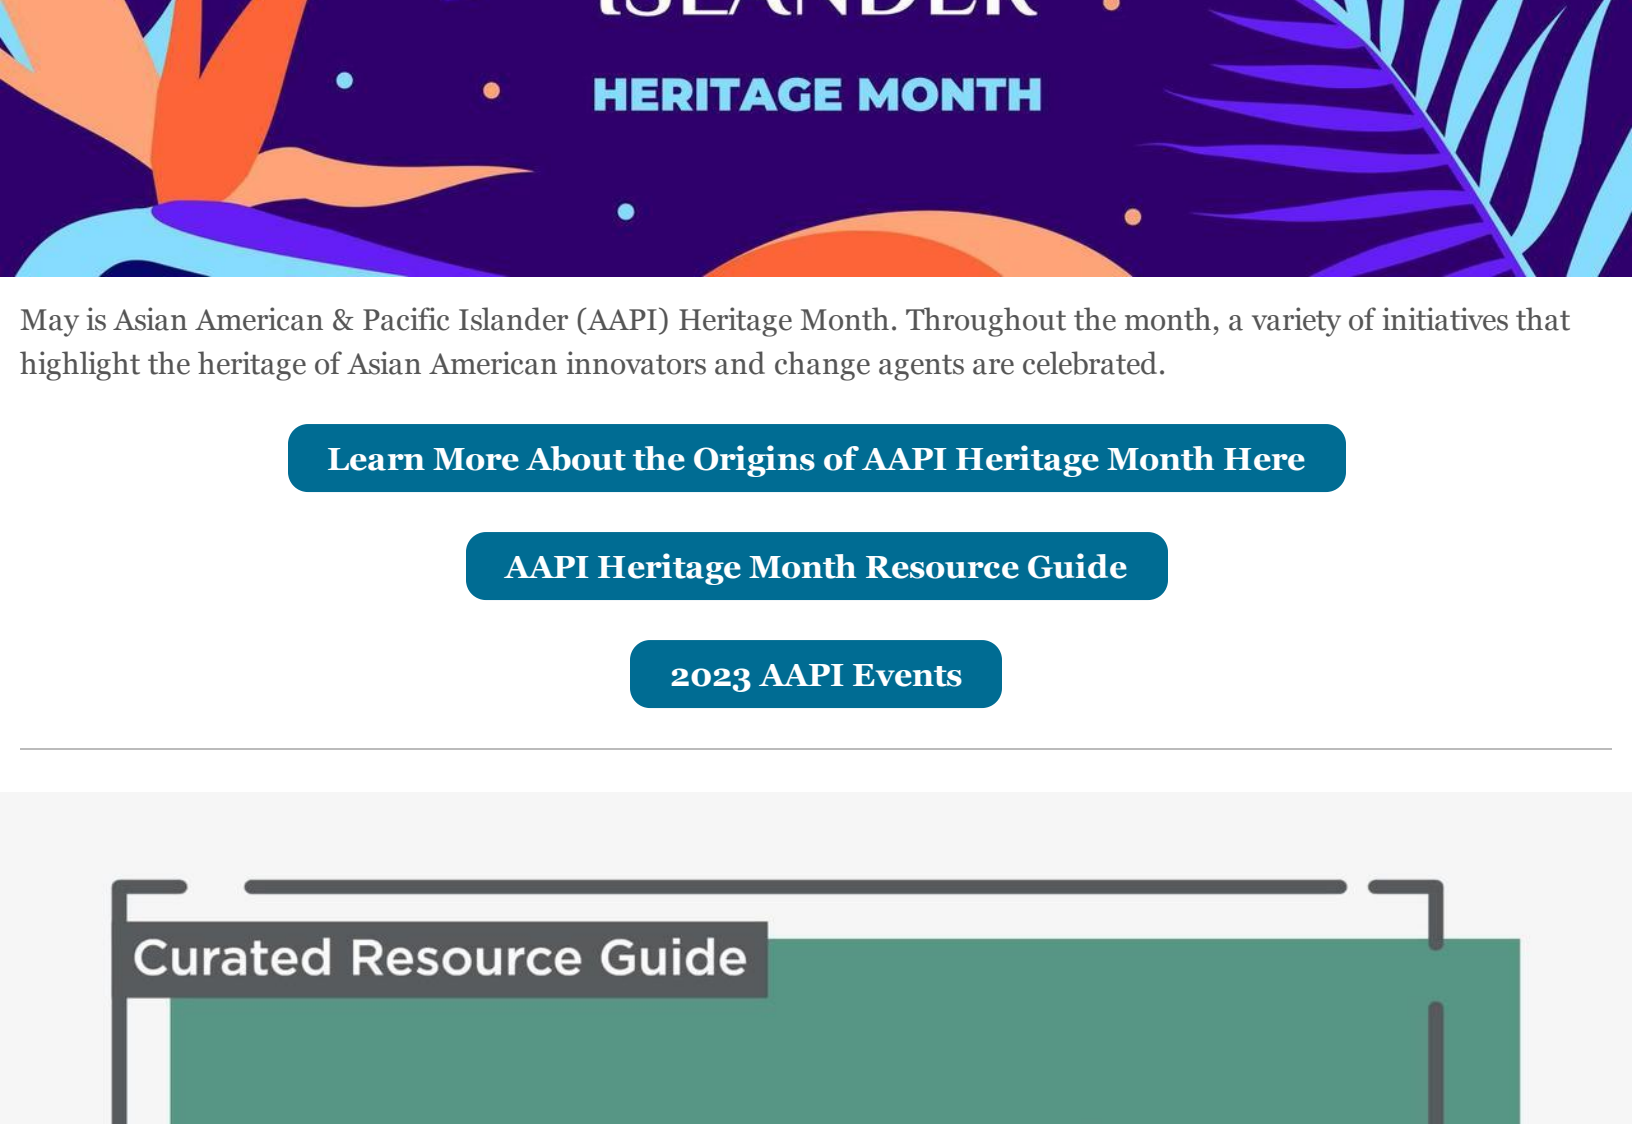 ISLANDER
HERITAGE MONTH
May is Asian American & Pacific Islander (AAPI) Heritage Month. Throughout the month, a variety of initiatives that
highlight the heritage of Asian American innovators and change agents are celebrated.
Learn More About the Origins of AAPI Heritage Month Here
AAPI Heritage Month Resource Guide
2023 AAPI Events
Curated Resource Guide